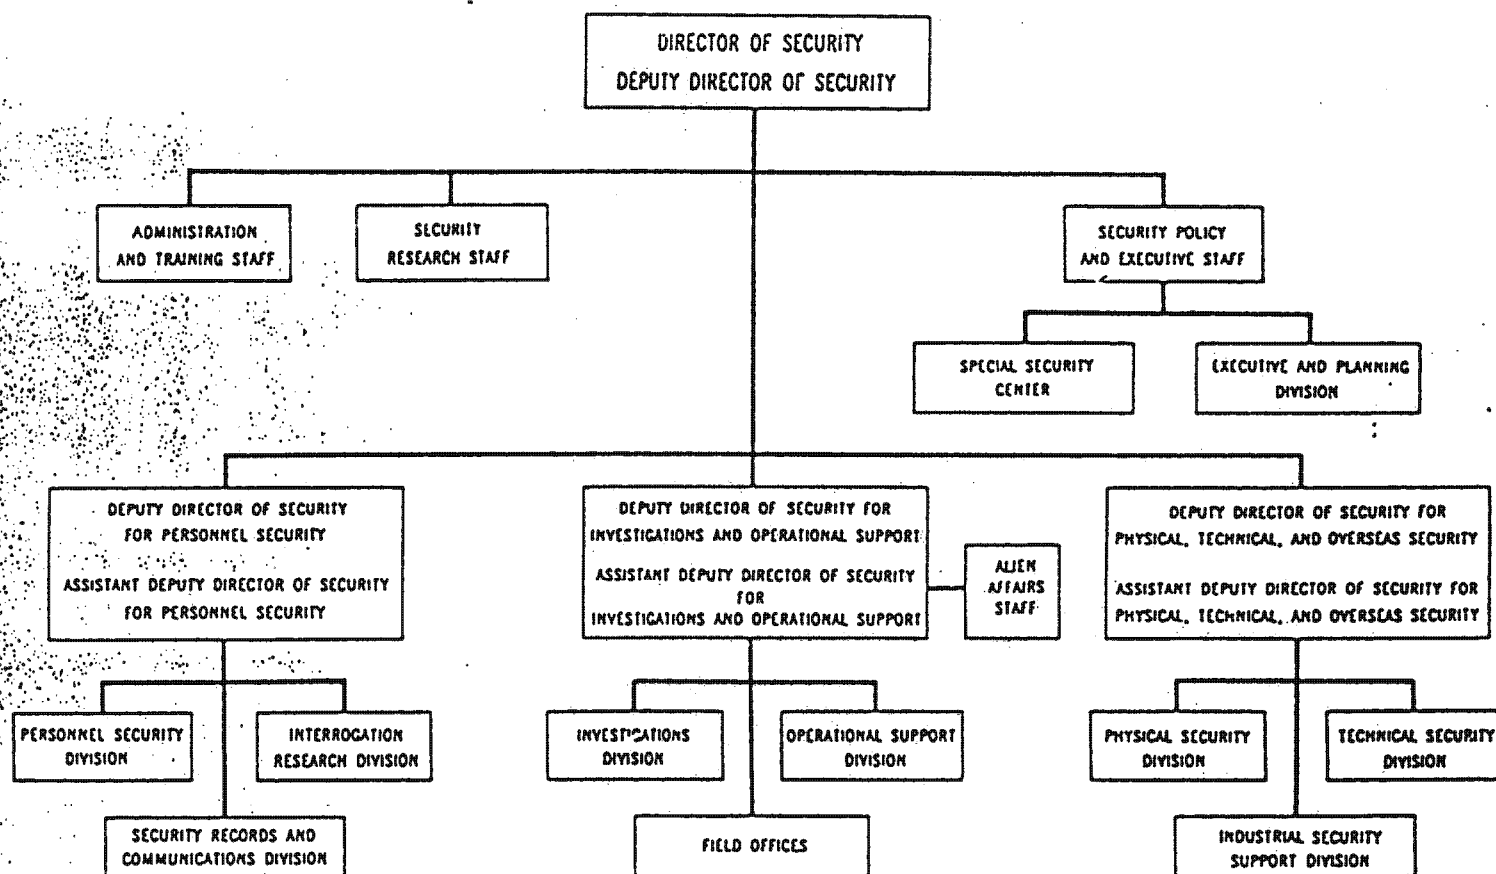 DIRECTOR OF SECURITY
DEPUTY DIRECTOR OF SECURITY
ADMINISTRATION
AND TRAINING STAFF
SECURITY
RESEARCH STAFF
SECURITY POLICY
AND EXECUTIVE STAFF
SPECIAL SECURITY
CENTER
EXECUTIVE AND PLANNING
DIVISION
DEPUTY DIRECTOR OF SECURITY
FOR PERSONNEL SECURITY
ASSISTANT DEPUTY DIRECTOR OF SECURITY
FOR PERSONNEL SECURITY
DEPUTY DIRECTOR OF SECURITY FOR
INVESTIGATIONS AND OPERATIONAL SUPPORT
ASSISTANT DEPUTY DIRECTOR OF SECURITY
FOR
INVESTIGATIONS AND OPERATIONAL SUPPORT
ALIEN
AFFAIRS
STAFF
DEPUTY DIRECTOR OF SECURITY FOR
PHYSICAL, TECHNICAL, AND OVERSEAS SECURITY
ASSISTANT DEPUTY DIRECTOR OF SECURITY FOR
PHYSICAL, TECHNICAL, AND OVERSEAS SECURITY
PERSONNEL SECURITY
DIVISION
INTERROGATION
RESEARCH DIVISION
INVESTIGATIONS
DIVISION
OPERATIONAL SUPPORT
DIVISION
PHYSICAL SECURITY
DIVISION
TECHNICAL SECURITY
DIVISION
SECURITY RECORDS AND
COMMUNICATIONS DIVISION
FIELD OFFICES
INDUSTRIAL SECURITY
SUPPORT DIVISION